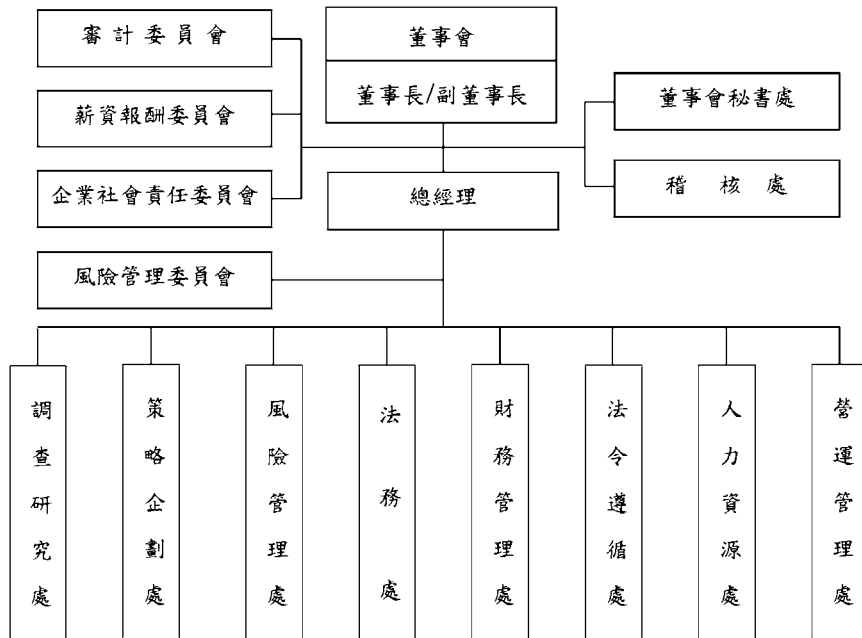 審計委員會
董事會
董事長/副董事長
董事會秘書處
薪資報酬委員會
企業社會責任委員會
總經理
稽核處
風險管理委員會
調查研究處
策略企劃處
風險管理處
法務處
財務管理處
法令遵循處
人力資源處
營運管理處